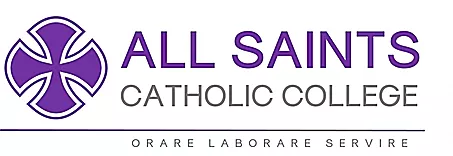 ALL SAINTS
CATHOLIC COLLEGE
ORARE LABORARE SERVIRE